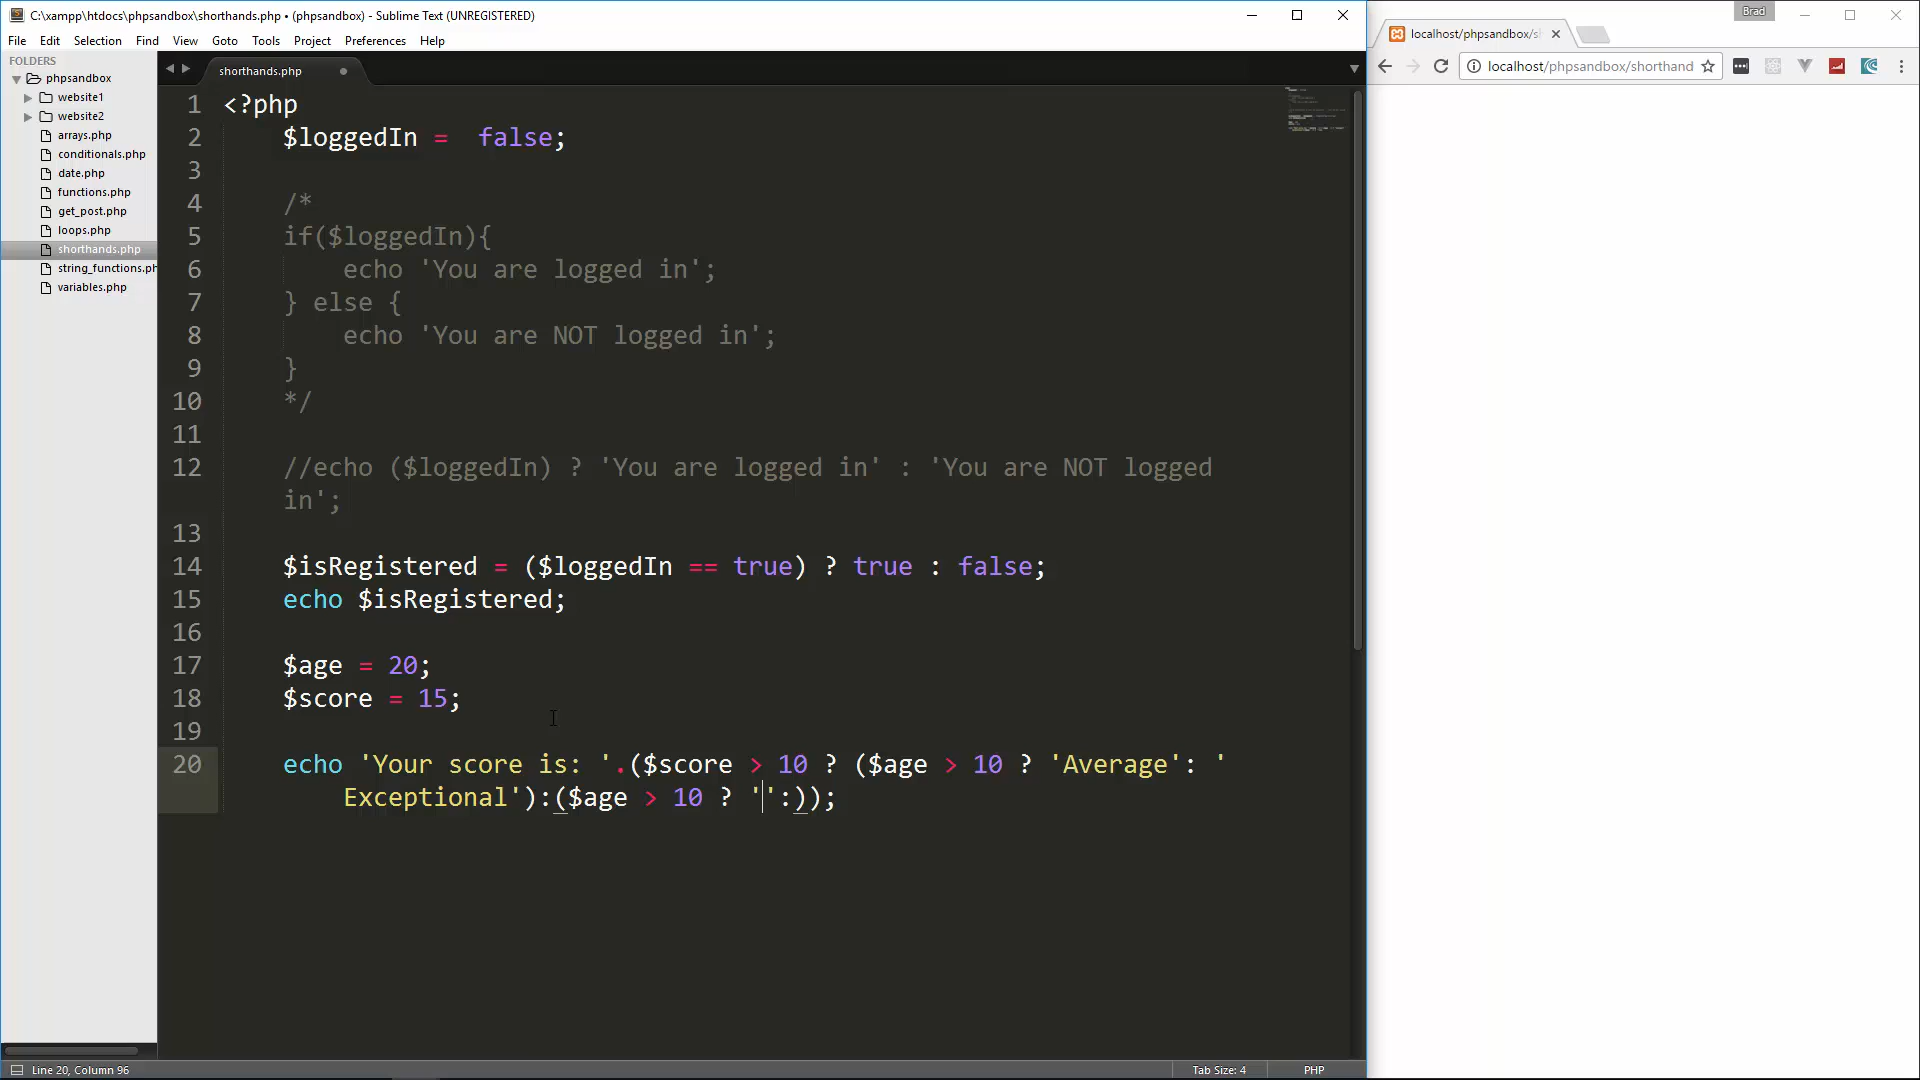 C:\xampp\htdocs\phpsandbox\shorthands.php • (phpsandbox) - Sublime Text (UNREGISTERED)
File Edit Selection Find View Goto Tools Project Preferences Help
FOLDERS
phpsandbox
website1
website2
arrays.php
conditionals.php
date.php
functions.php
get_post.php
loops.php
shorthands.php
string_functions.ph
variables.php
shorthands.php
1 <?php
2 $loggedIn =  false;
3
4 /*
5 if($loggedIn){
6 echo 'You are logged in';
7 } else {
8 echo 'You are NOT logged in';
9 }
10 */
11
12 //echo ($loggedIn) ? 'You are logged in' : 'You are NOT logged
in';
13
14 $isRegistered = ($loggedIn == true) ? true : false;
15 echo $isRegistered;
16
17 $age = 20;
18 $score = 15;
19
20 echo 'Your score is: '.($score > 10 ? ($age > 10 ? 'Average': '
Exceptional'):($age > 10 ? '':));
Line 20, Column 96
Tab Size: 4
PHP
Brad
localhost/phpsandbox/s
localhost/phpsandbox/shorthand